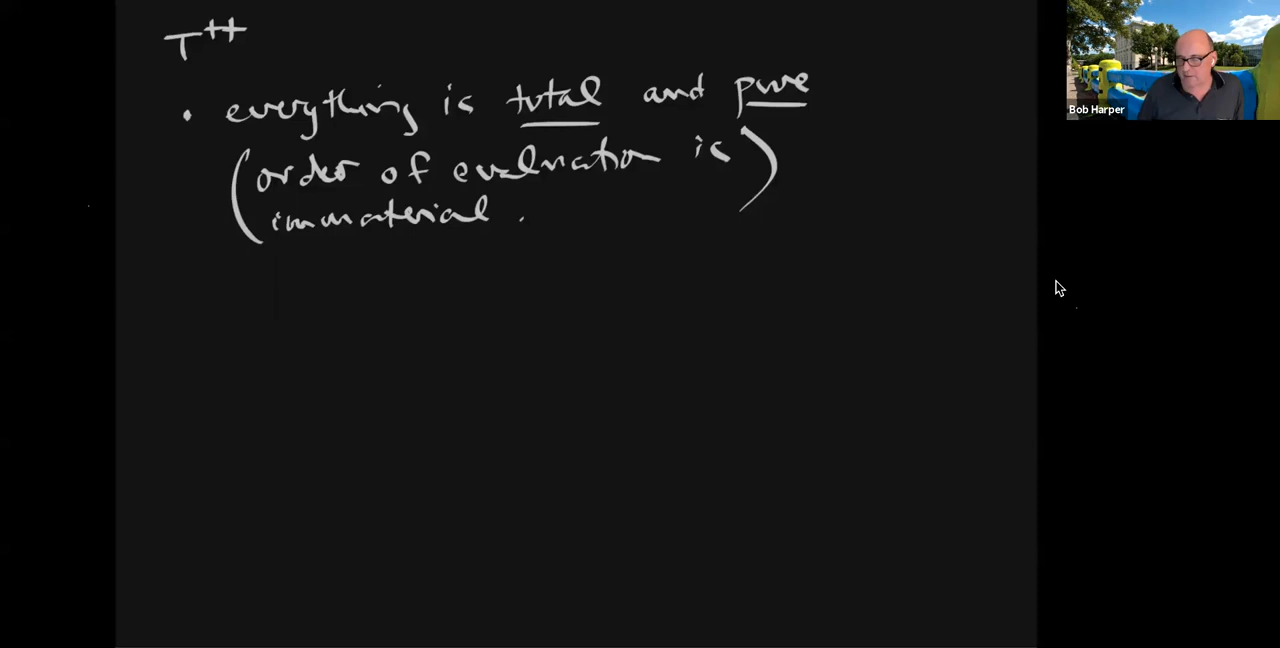 T++
• everything is total and pure
(order of evaluation is
immaterial.)
Bob Harper